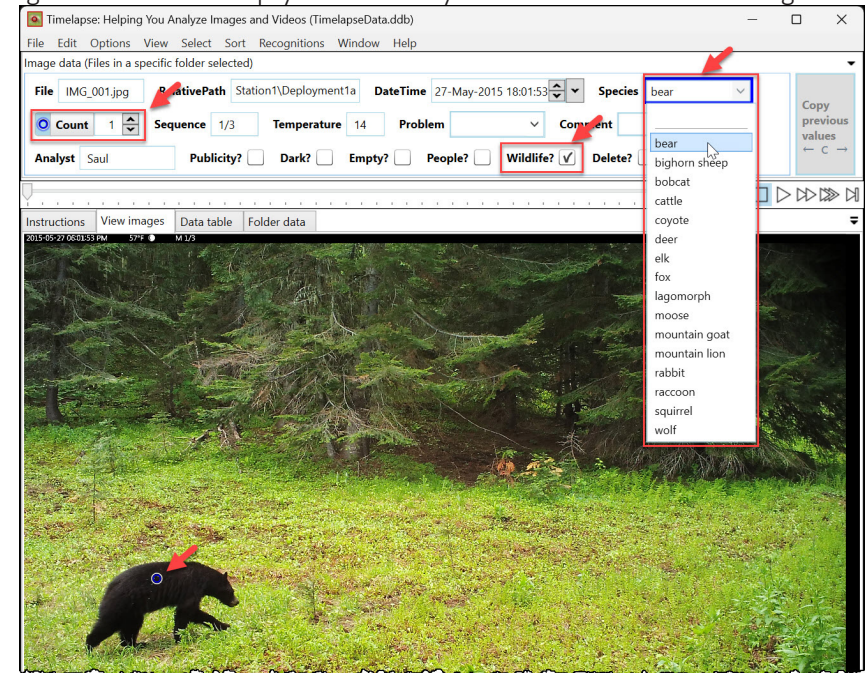 Timelapse: Helping You Analyze Images and Videos (TimelapseData.ddb)
File Edit Options View Select Sort Recognitions Window Help
Image data (Files in a specific folder selected)
File IMG_001.jpg RelativePath Station1\Deployment1a DateTime 27-May-2015 18:01:53 Species bear
Count 1 Sequence 1/3 Temperature 14 Problem Comment
Analyst Saul Publicity? Dark? Empty? People? Wildlife? Delete?
Copy
previous
values
← C →
bear
bighorn sheep
bobcat
cattle
coyote
deer
elk
fox
lagomorph
moose
mountain goat
mountain lion
rabbit
raccoon
squirrel
wolf
Instructions View images Data table Folder data
2015-05-27 06:01:53 PM 57°F M 1/3